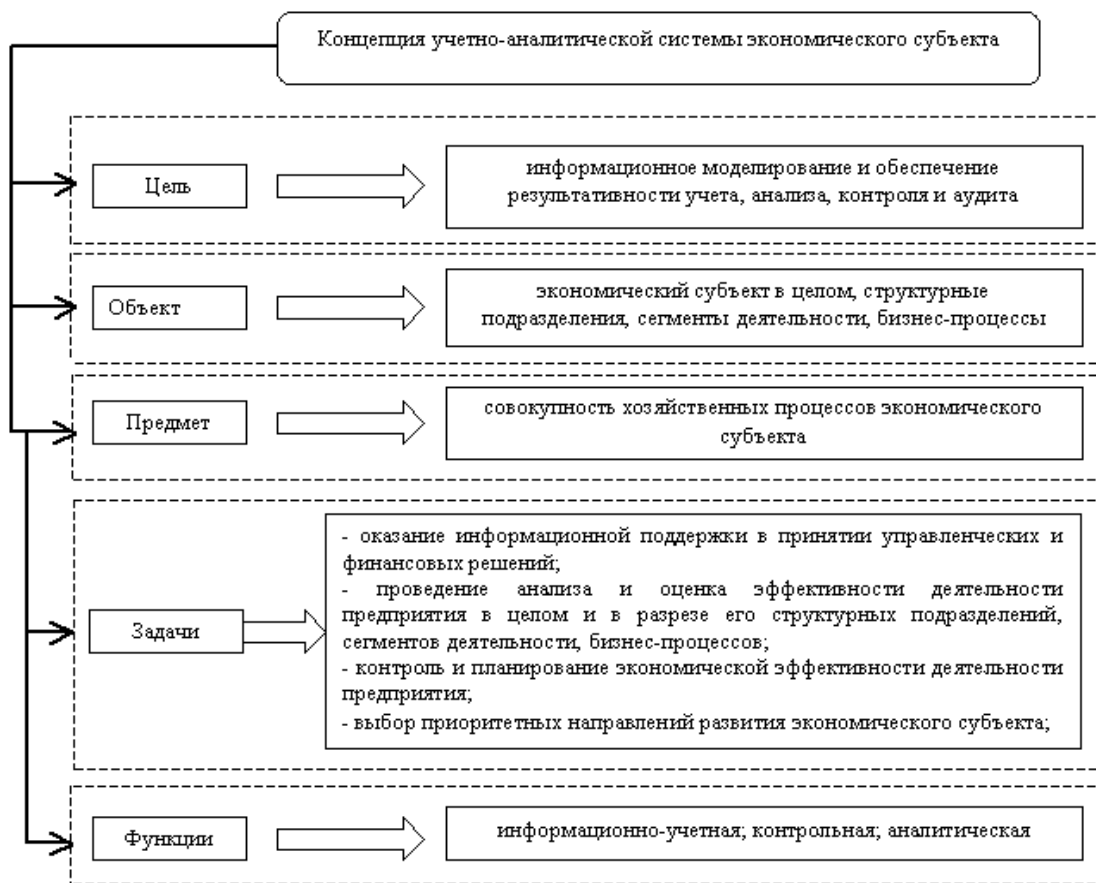 Концепция учетно-аналитической системы экономического субъекта
Цель
информационное моделирование и обеспечение
результативности учета, анализа, контроля и аудита
Объект
экономический субъект в целом, структурные
подразделения, сегменты деятельности, бизнес-процессы
Предмет
совокупность хозяйственных процессов экономического
субъекта
Задачи
- оказание информационной поддержки в принятии управленческих и
финансовых решений;
- проведение анализа и оценка эффективности деятельности
предприятия в целом и в разрезе его структурных подразделений,
сегментов деятельности, бизнес-процессов;
- контроль и планирование экономической эффективности деятельности
предприятия;
- выбор приоритетных направлений развития экономического субъекта;
Функции
информационно-учетная; контрольная; аналитическая